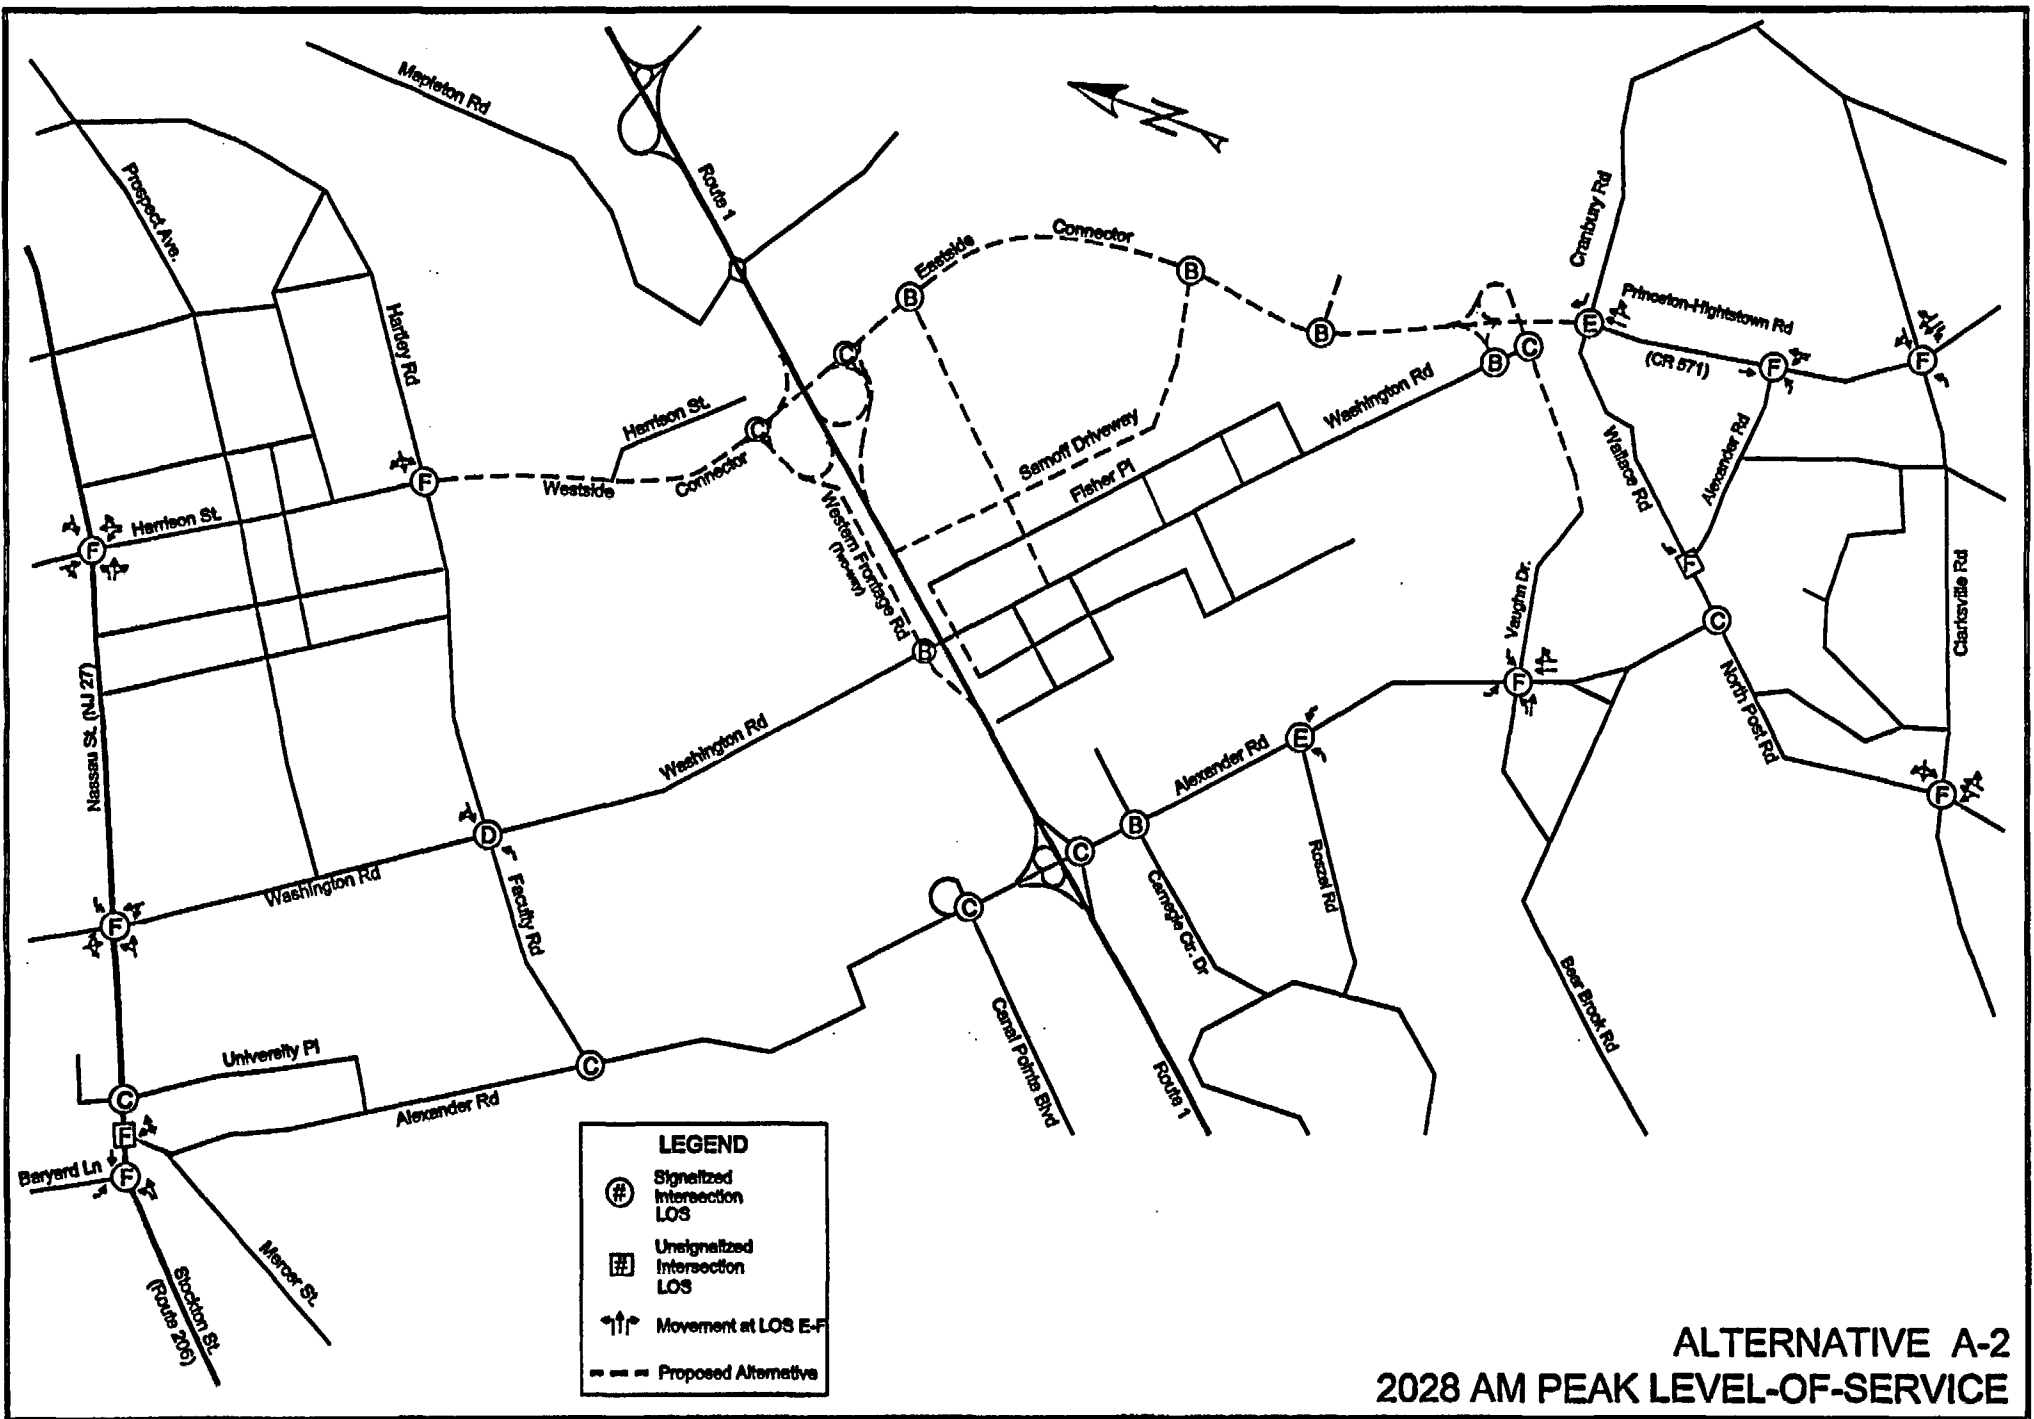 Mapleton Rd
Prospect Ave.
Route 1
N
Cranbury Rd
Eastside
Connector
B
B
Princeton-Hightstown Rd
(CR 571)
Hartley Rd
B
E
C
B
C
F
F
Harrison St.
C
Washington Rd
Westside
Connector
Sarnoff Driveway
Fisher Pl
Wallace Rd
Alexander Rd
F
F
Harrison St.
Western Frontage Rd
(Two-way)
F
Vaughn Dr.
Clarksville Rd
C
B
F
Nassau St. (NJ 27)
Washington Rd
North Post Rd
Alexander Rd
E
F
D
B
C
Washington Rd
Faculty Rd
F
C
Carnegie Ctr. Dr
Roszel Rd
Bear Brook Rd
Canal Pointe Blvd
Route 1
University Pl
C
C
Alexander Rd
F
Baryard Ln
F
Mercer St.
Stockton St.
(Route 206)
LEGEND
#
Signalized
Intersection
LOS
#
Unsignalized
Intersection
LOS
Movement at LOS E-F
Proposed Alternative
ALTERNATIVE A-2
2028 AM PEAK LEVEL-OF-SERVICE